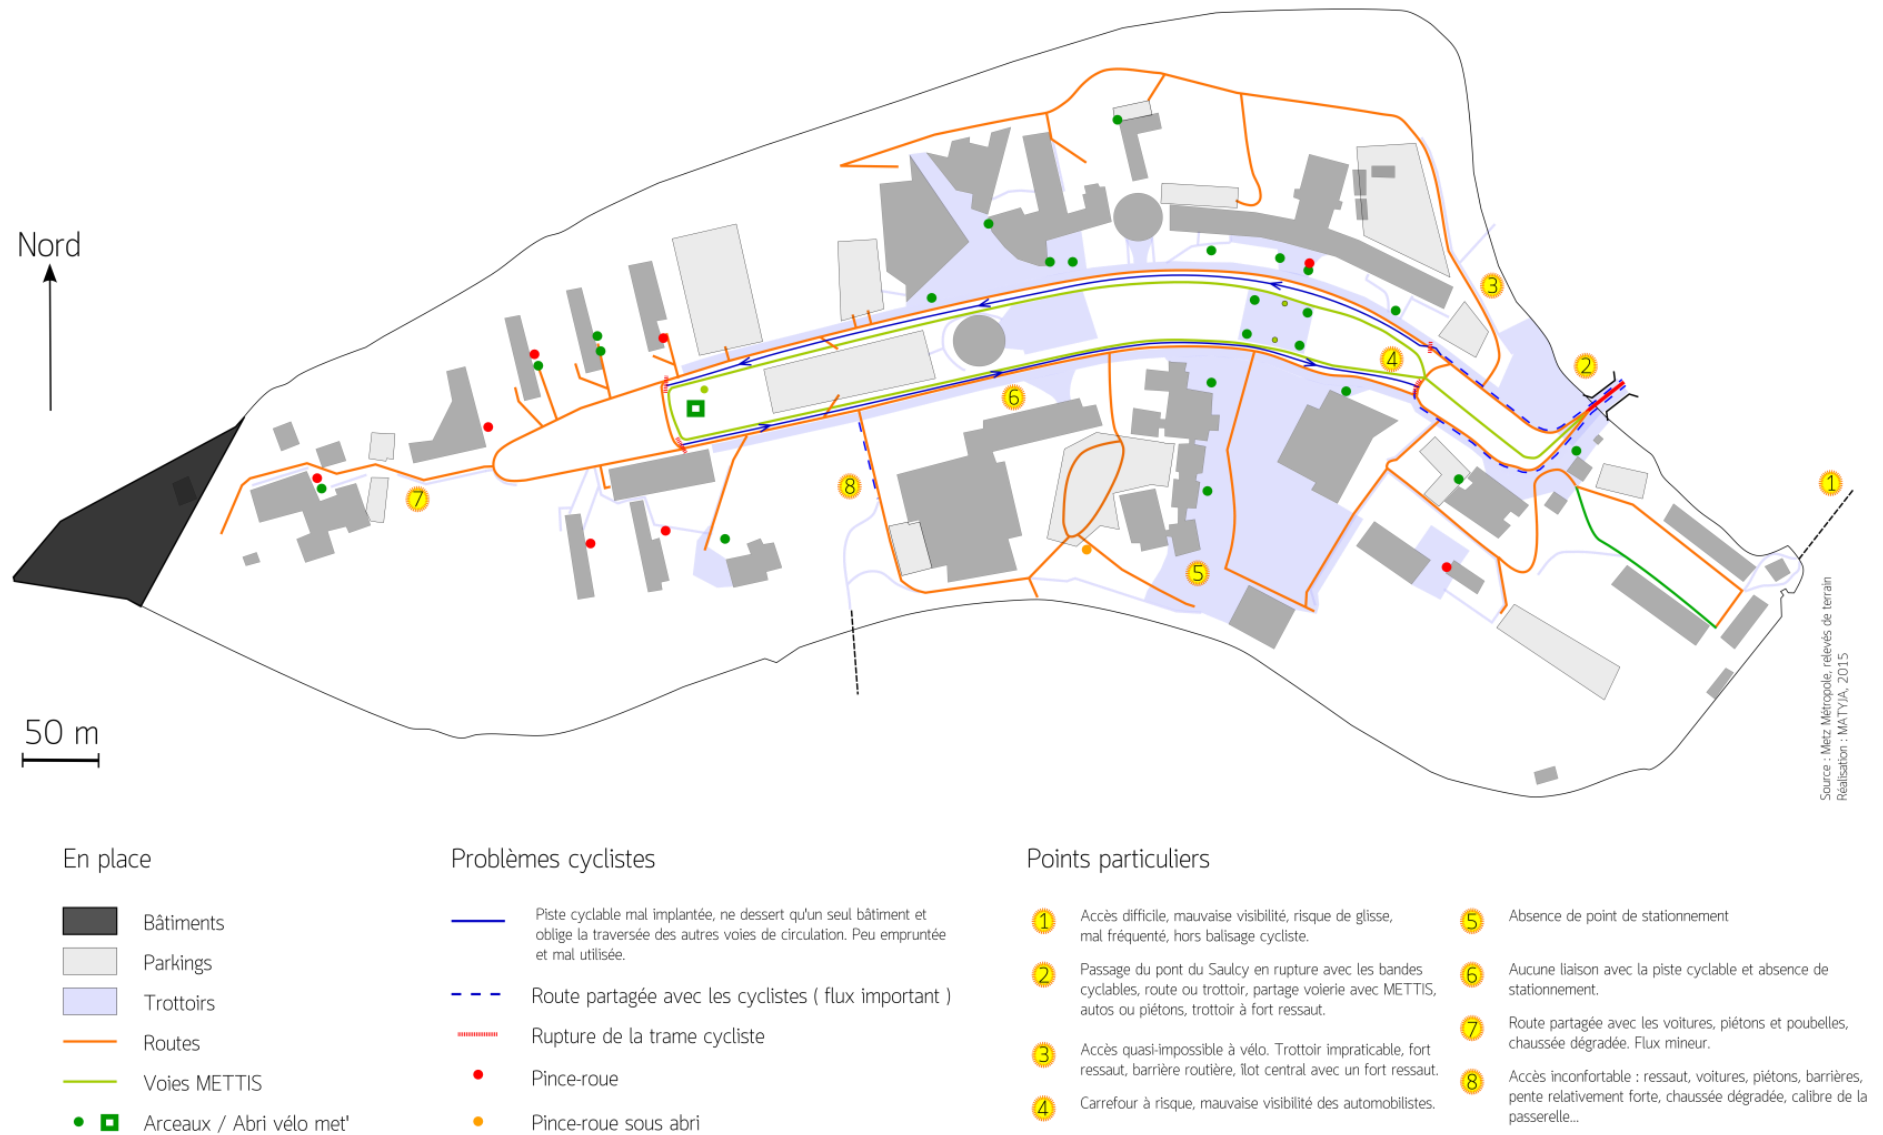 Nord
50 m
3
2
4
1
6
8
7
5
Source : Metz Métropole, relevés de terrain
Réalisation : MATYJA, 2015
En place
Bâtiments
Parkings
Trottoirs
Routes
Voies METTIS
Arceaux / Abri vélo met'
Problèmes cyclistes
Piste cyclable mal implantée, ne dessert qu'un seul bâtiment et
oblige la traversée des autres voies de circulation. Peu empruntée
et mal utilisée.
Route partagée avec les cyclistes ( flux important )
Rupture de la trame cycliste
Pince-roue
Pince-roue sous abri
Points particuliers
1 Accès difficile, mauvaise visibilité, risque de glisse,
mal fréquenté, hors balisage cycliste.
2 Passage du pont du Saulcy en rupture avec les bandes
cyclables, route ou trottoir, partage voierie avec METTIS,
autos ou piétons, trottoir à fort ressaut.
3 Accès quasi-impossible à vélo. Trottoir impraticable, fort
ressaut, barrière routière, îlot central avec un fort ressaut.
4 Carrefour à risque, mauvaise visibilité des automobilistes.
5 Absence de point de stationnement
6 Aucune liaison avec la piste cyclable et absence de
stationnement.
7 Route partagée avec les voitures, piétons et poubelles,
chaussée dégradée. Flux mineur.
8 Accès inconfortable : ressaut, voitures, piétons, barrières,
pente relativement forte, chaussée dégradée, calibre de la
passerelle...